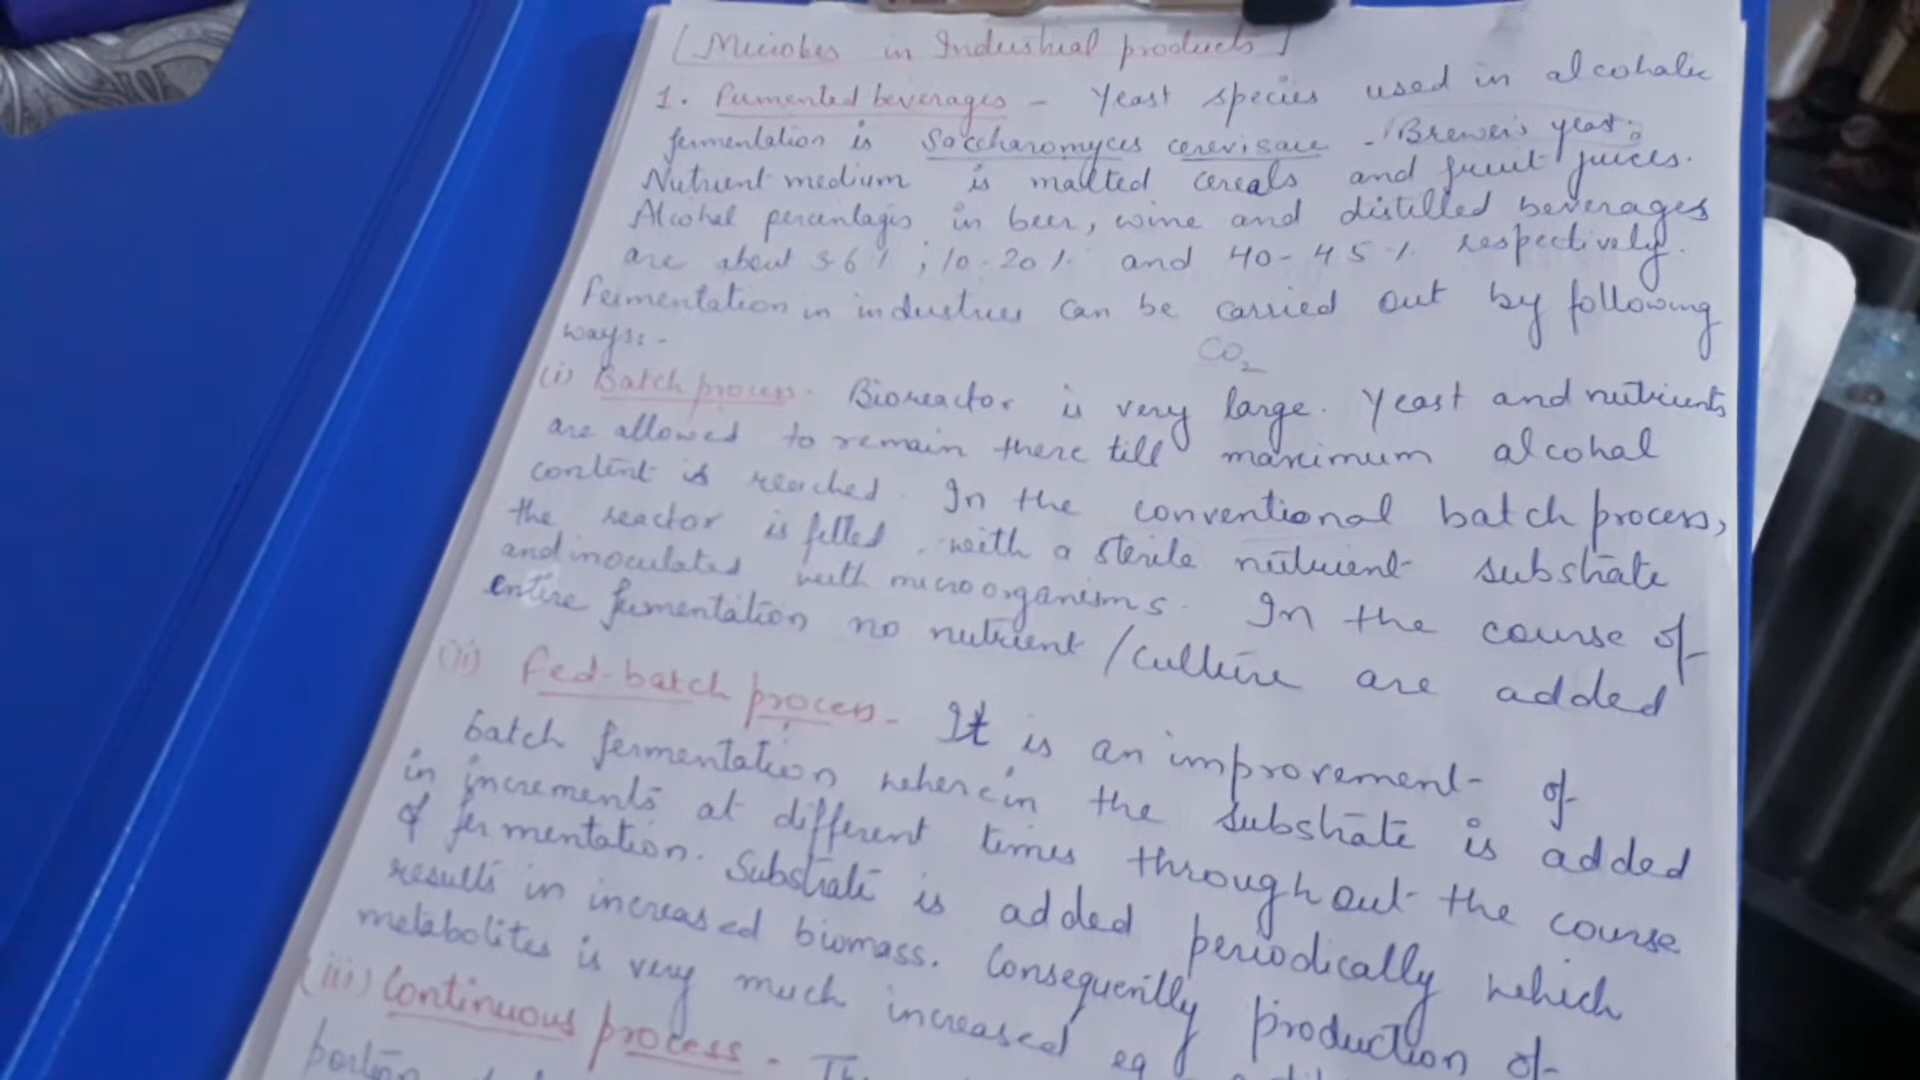 [Microbes in Industrial products]
1. Fermented beverages - Yeast species used in alcohalic
fermentation is Saccharomyces cerevisae - Brewer's yeast.
Nutrient medium is malted cereals and fruit juices.
Alcohal percentages in beer, wine and distilled beverages
are about 3-6%; 10-20% and 40-45% respectively.
Fermentation in industries can be carried out by following
ways:-
CO2
(i) Batch process - Bioreactor is very large. Yeast and nutrients
are allowed to remain there till maximum alcohal
content is reached. In the conventional batch process,
the reactor is filled with a sterile nutrient substrate
and inoculated with microorganisms. In the course of
entire fermentation no nutrient/culture are added
(ii) Fed-batch process - It is an improvement of
batch fermentation wherein the substrate is added
in increments at different times throughout the course
of fermentation. Substrate is added periodically which
results in increased biomass. Consequently production of
metabolites is very much increased eg
(iii) Continuous process -
portion